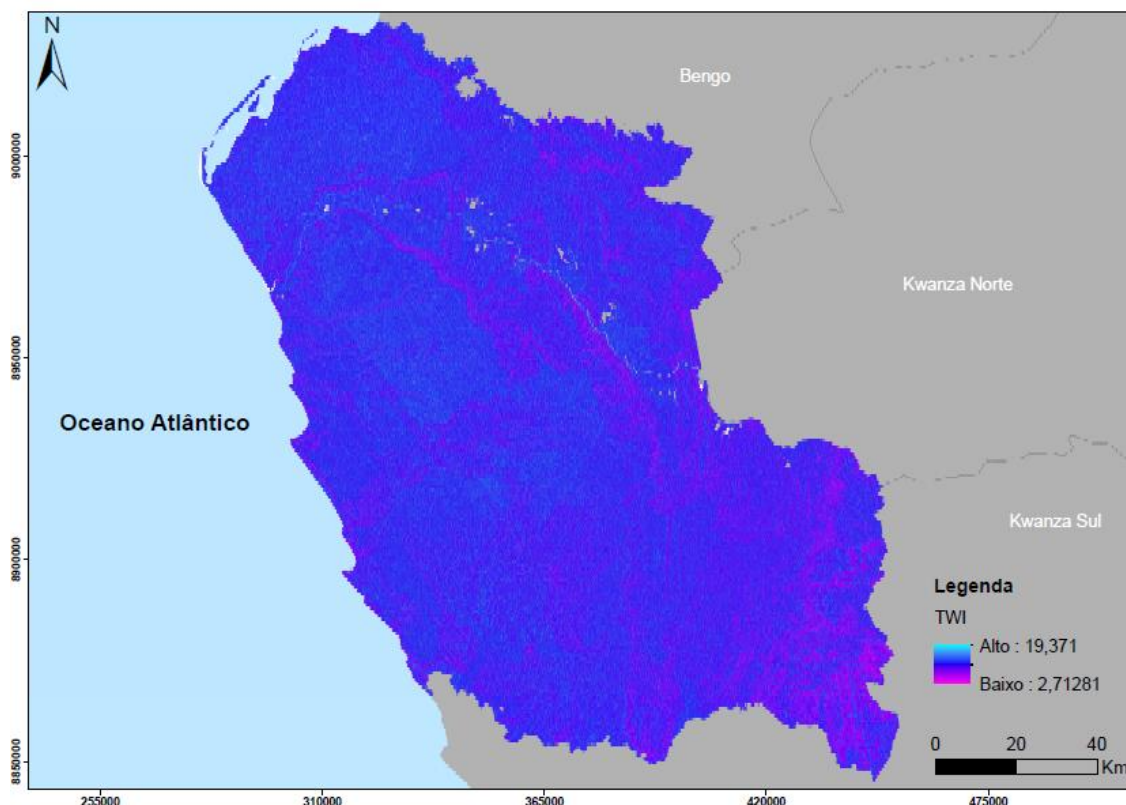 N
Bengo
Kwanza Norte
Oceano Atlântico
Kwanza Sul
Legenda
TWI
Alto : 19,371
Baixo : 2,71281
0 20 40
Km
9000000
8950000
8900000
8850000
255000 310000 365000 420000 475000